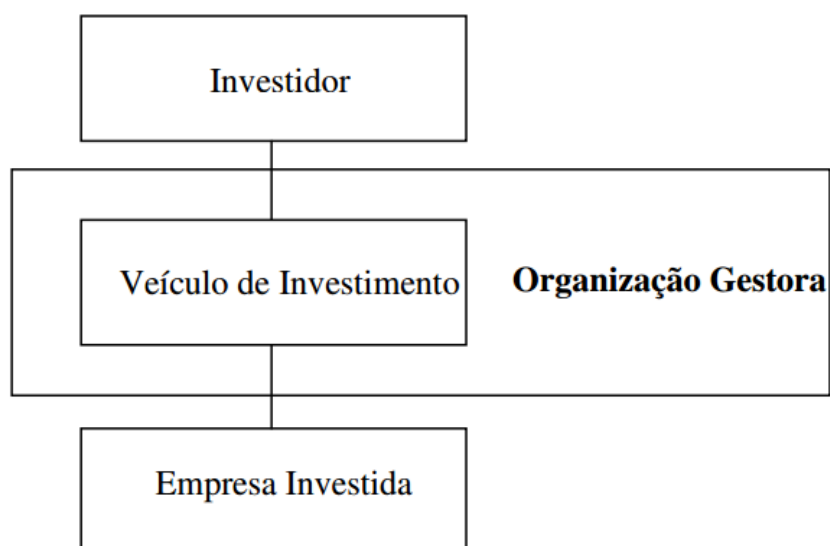 Investidor
Veículo de Investimento
Organização Gestora
Empresa Investida